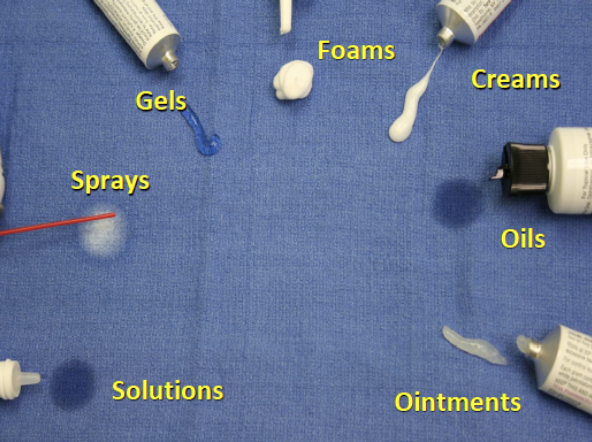 Foams
Creams
Gels
Sprays
Oils
Solutions
Ointments